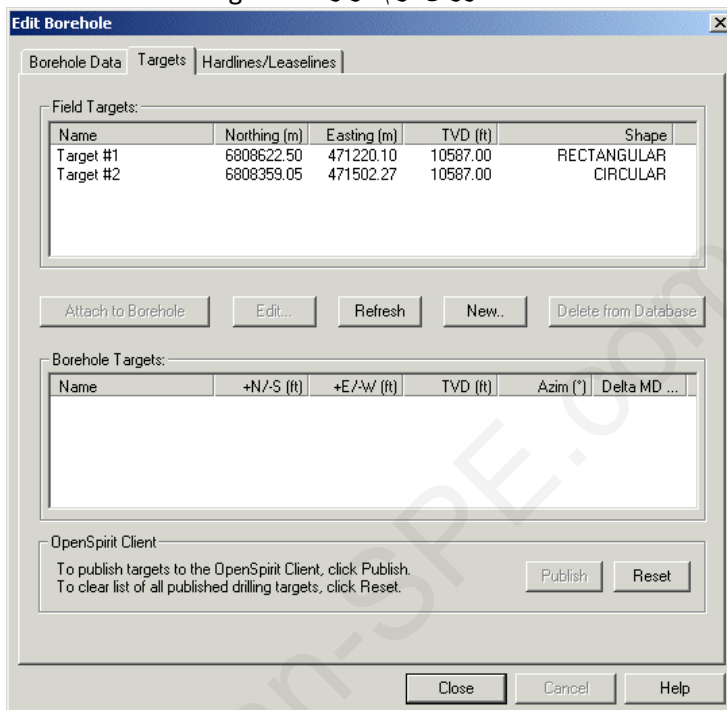 Edit Borehole
Borehole Data Targets Hardlines/Leaselines
Field Targets:
Name Northing (m) Easting (m) TVD (ft) Shape
Target #1 6808622.50 471220.10 10587.00 RECTANGULAR
Target #2 6808359.05 471502.27 10587.00 CIRCULAR
Attach to Borehole Edit... Refresh New.. Delete from Database
Borehole Targets:
Name +N/-S (ft) +E/-W (ft) TVD (ft) Azim (°) Delta MD ...
OpenSpirit Client
To publish targets to the OpenSpirit Client, click Publish.
To clear list of all published drilling targets, click Reset.
Publish Reset
Close Cancel Help